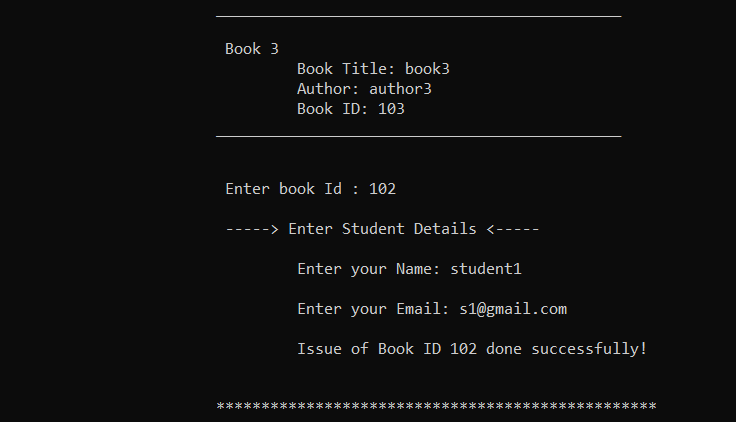 Book 3
Book Title: book3
Author: author3
Book ID: 103
Enter book Id : 102
-----> Enter Student Details <-----
Enter your Name: student1
Enter your Email: s1@gmail.com
Issue of Book ID 102 done successfully!
*************************************************